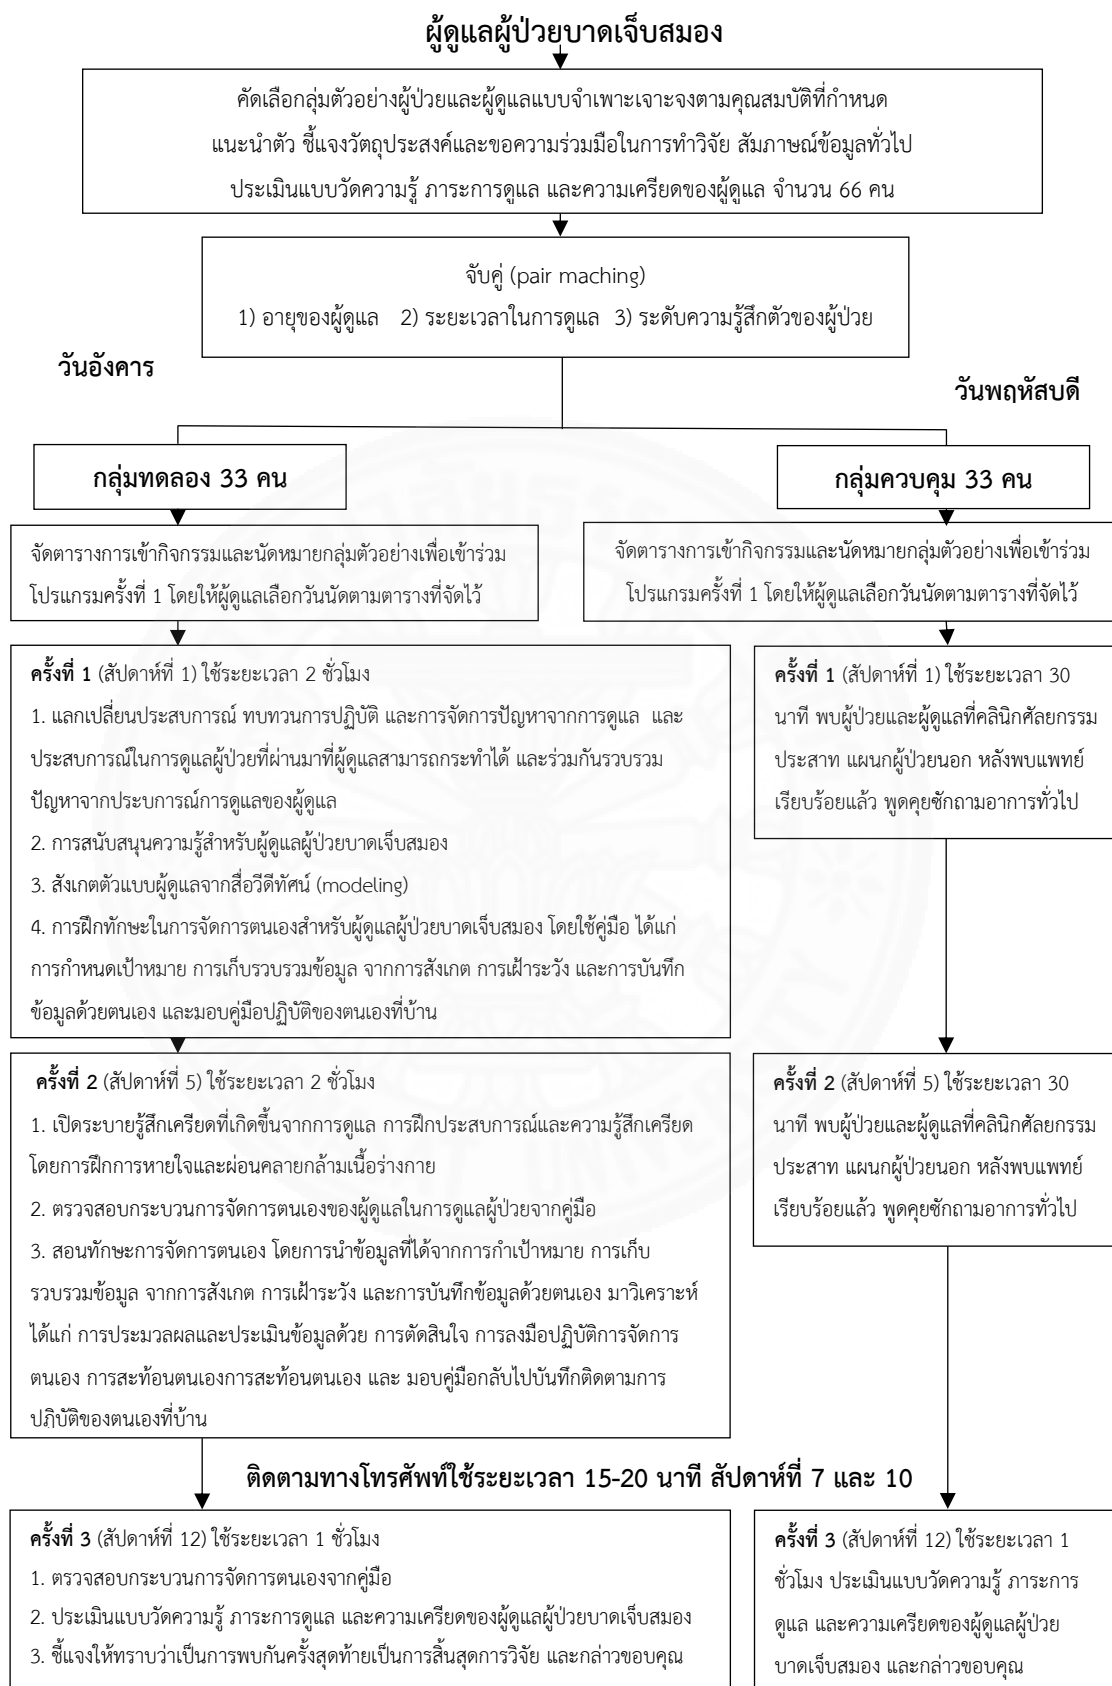 ผู้ดูแลผู้ป่วยบาดเจ็บสมอง
คัดเลือกลุ่มตัวอย่างผู้ป่วยและผู้ดูแลแบบจำเพาะเจาะจงตามคุณสมบัติที่กำหนด
แนะนำตัว ชี้แจงวัตถุประสงค์และขอความร่วมมือในการทำวิจัย สัมภาษณ์ข้อมูลทั่วไป
ประเมินแบบวัดความรู้ ภาระการดูแล และความเครียดของผู้ดูแล จำนวน 66 คน
จับคู่ (pair maching)
1) อายุของผู้ดูแล 2) ระยะเวลาในการดูแล 3) ระดับความรู้สึกตัวของผู้ป่วย
วันอังคาร
วันพฤหัสบดี
กลุ่มทดลอง 33 คน
กลุ่มควบคุม 33 คน
จัดตารางการเข้ากิจกรรมและนัดหมายกลุ่มตัวอย่างเพื่อเข้าร่วม
โปรแกรมครั้งที่ 1 โดยให้ผู้ดูแลเลือกวันนัดตามตารางที่จัดไว้
จัดตารางการเข้ากิจกรรมและนัดหมายกลุ่มตัวอย่างเพื่อเข้าร่วม
โปรแกรมครั้งที่ 1 โดยให้ผู้ดูแลเลือกวันนัดตามตารางที่จัดไว้
ครั้งที่ 1 (สัปดาห์ที่ 1) ใช้ระยะเวลา 2 ชั่วโมง
1. แลกเปลี่ยนประสบการณ์ ทบทวนการปฏิบัติ และการจัดการปัญหาจากการดูแล และ
ประสบการณ์ในการดูแลผู้ป่วยที่ผ่านมาที่ผู้ดูแลสามารถกระทำได้ และร่วมกันรวบรวม
ปัญหาจากประบการณ์การดูแลของผู้ดูแล
2. การสนับสนุนความรู้สำหรับผู้ดูแลผู้ป่วยบาดเจ็บสมอง
3. สังเกตตัวแบบผู้ดูแลจากสื่อวีดีทัศน์ (modeling)
4. การฝึกทักษะในการจัดการตนเองสำหรับผู้ดูแลผู้ป่วยบาดเจ็บสมอง โดยใช้คู่มือ ได้แก่
การกำหนดเป้าหมาย การเก็บรวบรวมข้อมูล จากการสังเกต การเฝ้าระวัง และการบันทึก
ข้อมูลด้วยตนเอง และมอบคู่มือปฏิบัติของตนเองที่บ้าน
ครั้งที่ 1 (สัปดาห์ที่ 1) ใช้ระยะเวลา 30
นาที พบผู้ป่วยและผู้ดูแลที่คลินิกศัลยกรรม
ประสาท แผนกผู้ป่วยนอก หลังพบแพทย์
เรียบร้อยแล้ว พูดคุยซักถามอาการทั่วไป
ครั้งที่ 2 (สัปดาห์ที่ 5) ใช้ระยะเวลา 2 ชั่วโมง
1. เปิดระบายรู้สึกเครียดที่เกิดขึ้นจากการดูแล การฝึกประสบการณ์และความรู้สึกเครียด
โดยการฝึกการหายใจและผ่อนคลายกล้ามเนื้อร่างกาย
2. ตรวจสอบกระบวนการจัดการตนเองของผู้ดูแลในการดูแลผู้ป่วยจากคู่มือ
3. สอนทักษะการจัดการตนเอง โดยการนำข้อมูลที่ได้จากการกำเป้าหมาย การเก็บ
รวบรวมข้อมูล จากการสังเกต การเฝ้าระวัง และการบันทึกข้อมูลด้วยตนเอง มาวิเคราะห์
ได้แก่ การประมวลผลและประเมินข้อมูลด้วย การตัดสินใจ การลงมือปฏิบัติการจัดการ
ตนเอง การสะท้อนตนเองการสะท้อนตนเอง และ มอบคู่มือกลับไปบันทึกติดตามการ
ปฏิบัติของตนเองที่บ้าน
ครั้งที่ 2 (สัปดาห์ที่ 5) ใช้ระยะเวลา 30
นาที พบผู้ป่วยและผู้ดูแลที่คลินิกศัลยกรรม
ประสาท แผนกผู้ป่วยนอก หลังพบแพทย์
เรียบร้อยแล้ว พูดคุยซักถามอาการทั่วไป
ติดตามทางโทรศัพท์ใช้ระยะเวลา 15-20 นาที สัปดาห์ที่ 7 และ 10
ครั้งที่ 3 (สัปดาห์ที่ 12) ใช้ระยะเวลา 1 ชั่วโมง
1. ตรวจสอบกระบวนการจัดการตนเองจากคู่มือ
2. ประเมินแบบวัดความรู้ ภาระการดูแล และความเครียดของผู้ดูแลผู้ป่วยบาดเจ็บสมอง
3. ชี้แจงให้ทราบว่าเป็นการพบกันครั้งสุดท้ายเป็นการสิ้นสุดการวิจัย และกล่าวขอบคุณ
ครั้งที่ 3 (สัปดาห์ที่ 12) ใช้ระยะเวลา 1
ชั่วโมง ประเมินแบบวัดความรู้ ภาระการ
ดูแล และความเครียดของผู้ดูแลผู้ป่วย
บาดเจ็บสมอง และกล่าวขอบคุณ